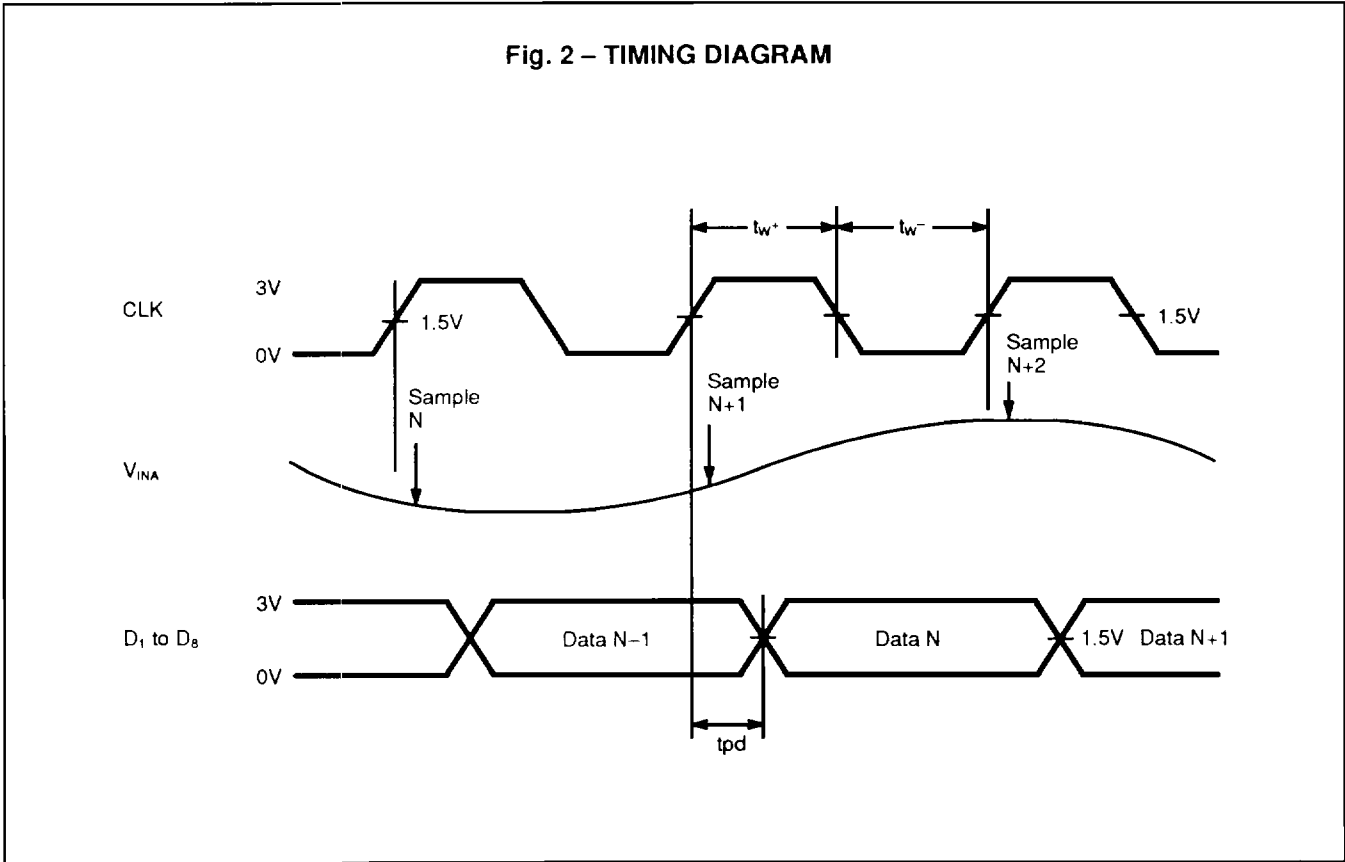 Fig. 2 – TIMING DIAGRAM
tw+
tw−
CLK
3V
1.5V
0V
1.5V
Sample
N
Sample
N+1
Sample
N+2
VINA
D1 to D8
3V
0V
Data N−1
Data N
1.5V
Data N+1
tpd